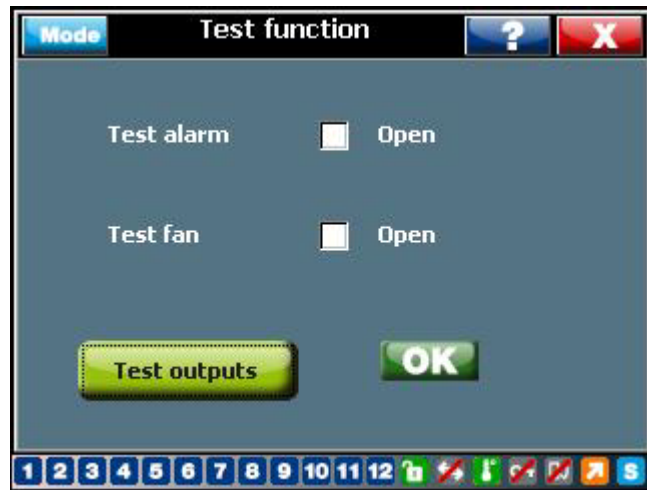 Mode Test function ? X
Test alarm Open
Test fan Open
Test outputs OK
1 2 3 4 5 6 7 8 9 10 11 12 S